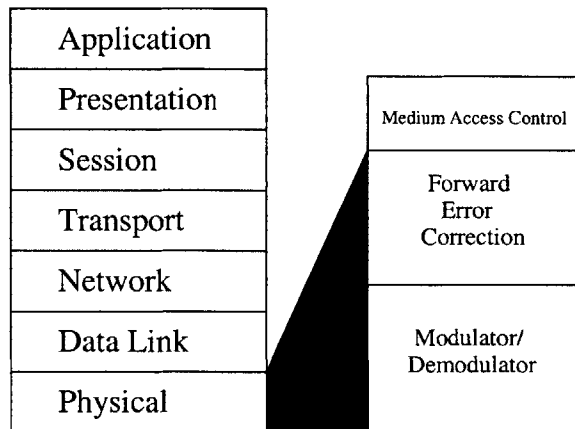 Application
Presentation
Session
Transport
Network
Data Link
Physical
Medium Access Control
Forward
Error
Correction
Modulator/
Demodulator